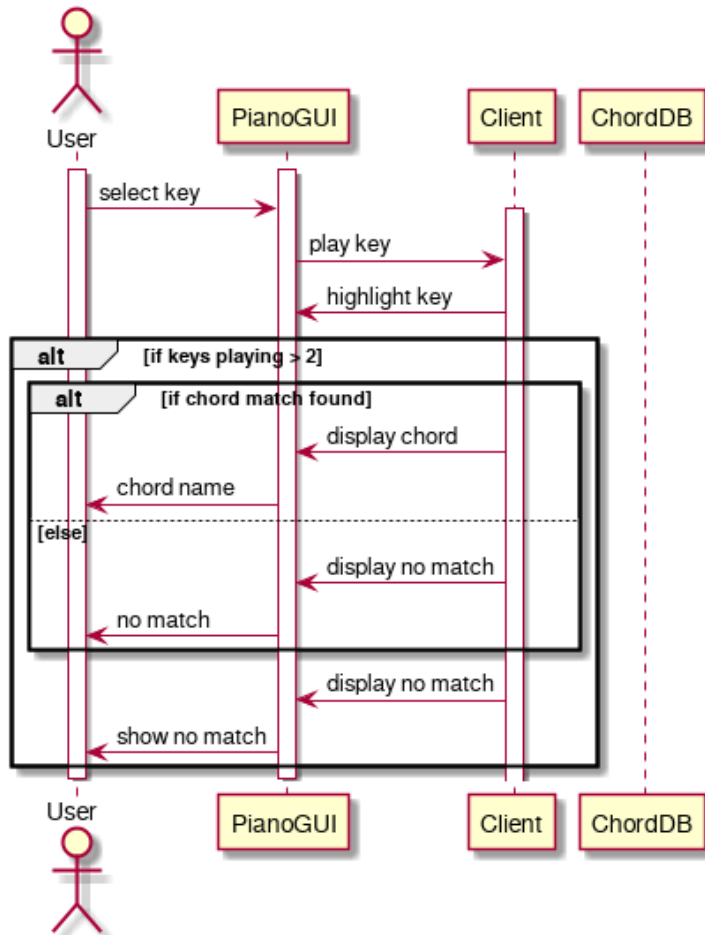 User
PianoGUI
Client
ChordDB
select key
play key
highlight key
alt
[if keys playing > 2]
alt
[if chord match found]
display chord
chord name
[else]
display no match
no match
display no match
show no match
User
PianoGUI
Client
ChordDB